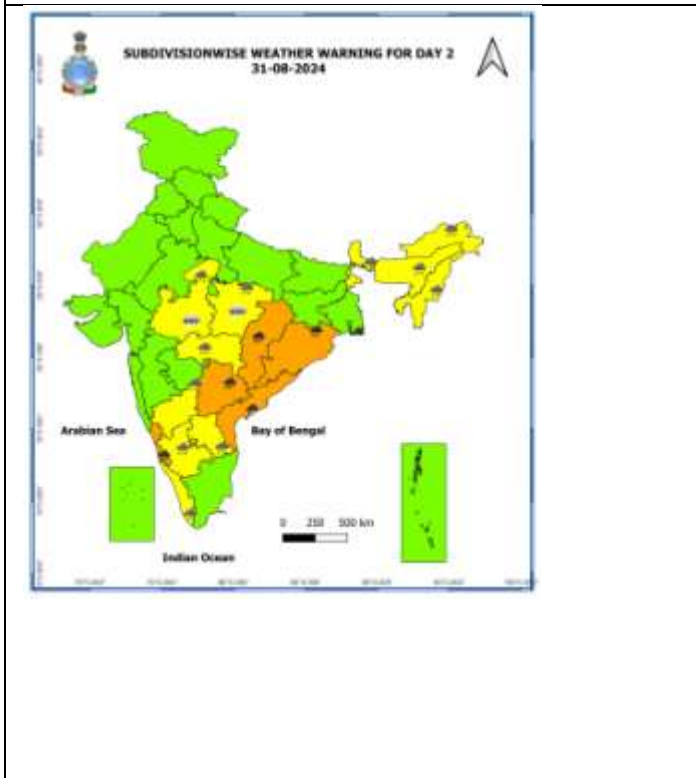 SUBDIVISIONWISE WEATHER WARNING FOR DAY 2
31-08-2024
Arabian Sea
Bay of Bengal
0 250 500 km
Indian Ocean